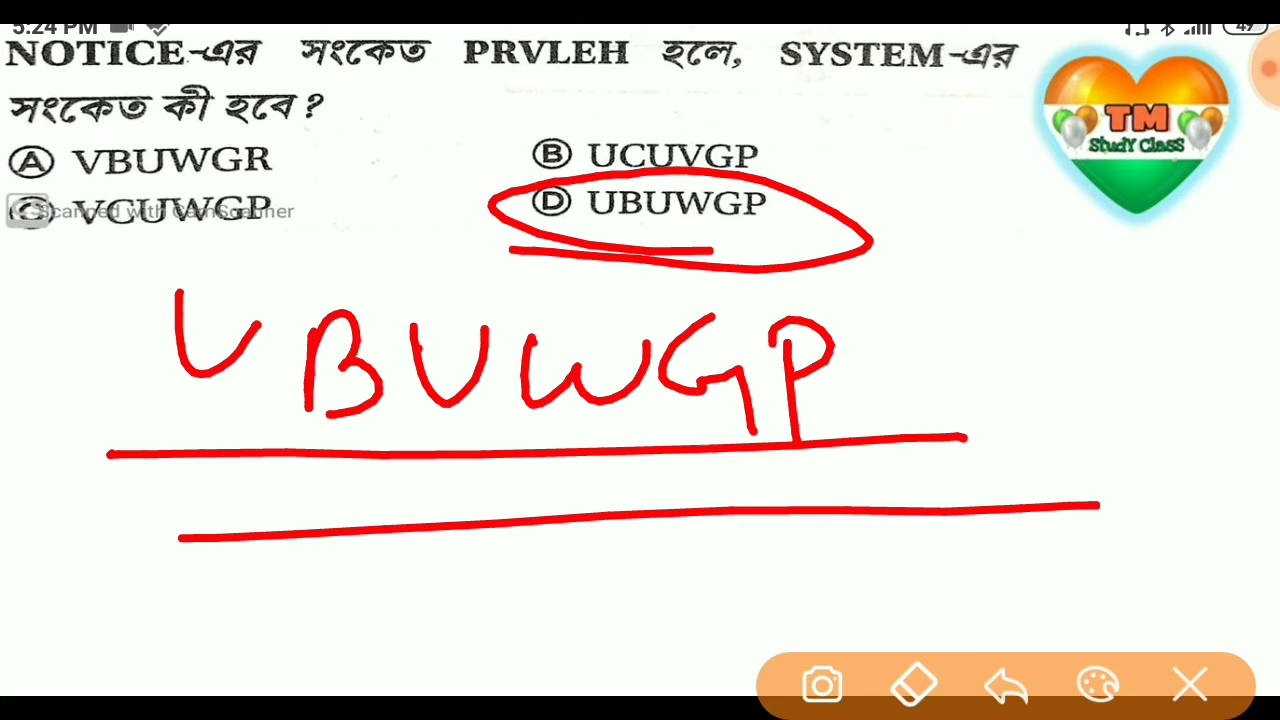 5:24 PM
49
NOTICE-এর সংকেত PRVLEH হলে, SYSTEM-এর
সংকেত কী হবে ?
Ⓐ VBUWGR Ⓑ UCUVGP
Ⓒ VCUWGP Ⓓ UBUWGP
Scanned with CamScanner
TM
StudY Class
UBUWGP